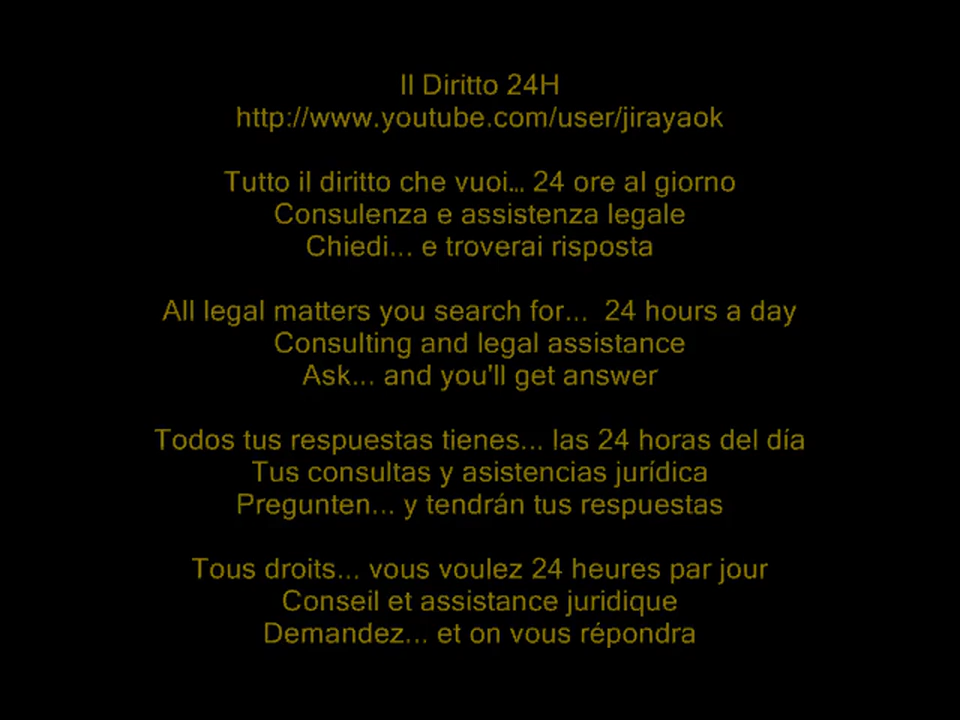 Il Diritto 24H
http://www.youtube.com/user/jirayaok
Tutto il diritto che vuoi... 24 ore al giorno
Consulenza e assistenza legale
Chiedi... e troverai risposta
All legal matters you search for...  24 hours a day
Consulting and legal assistance
Ask... and you'll get answer
Todos tus respuestas tienes... las 24 horas del día
Tus consultas y asistencias jurídica
Pregunten... y tendrán tus respuestas
Tous droits... vous voulez 24 heures par jour
Conseil et assistance juridique
Demandez... et on vous répondra